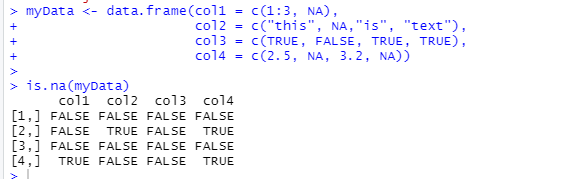 > myData <- data.frame(col1 = c(1:3, NA),
+                      col2 = c("this", NA,"is", "text"),
+                      col3 = c(TRUE, FALSE, TRUE, TRUE),
+                      col4 = c(2.5, NA, 3.2, NA))
>
> is.na(myData)
      col1  col2  col3  col4
[1,] FALSE FALSE FALSE FALSE
[2,] FALSE  TRUE FALSE  TRUE
[3,] FALSE FALSE FALSE FALSE
[4,]  TRUE FALSE FALSE  TRUE
>